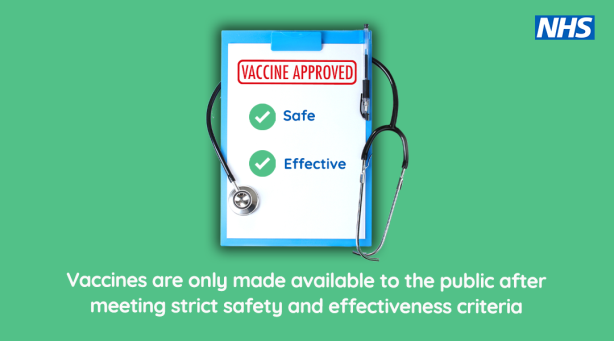 NHS
VACCINE APPROVED
Safe
Effective
Vaccines are only made available to the public after
meeting strict safety and effectiveness criteria